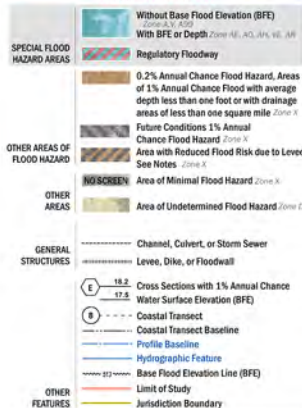 Without Base Flood Elevation (BFE)
Zone A,V, A99
With BFE or Depth Zone AE, AO, AH, VE, AR
SPECIAL FLOOD
HAZARD AREAS
Regulatory Floodway
0.2% Annual Chance Flood Hazard, Areas
of 1% Annual Chance Flood with average
depth less than one foot or with drainage
areas of less than one square mile Zone X
Future Conditions 1% Annual
Chance Flood Hazard Zone X
OTHER AREAS OF
FLOOD HAZARD
Area with Reduced Flood Risk due to Levee
See Notes Zone X
NO SCREEN Area of Minimal Flood Hazard Zone X
OTHER
AREAS
Area of Undetermined Flood Hazard Zone D
GENERAL
STRUCTURES
Channel, Culvert, or Storm Sewer
Levee, Dike, or Floodwall
E 18.2 Cross Sections with 1% Annual Chance
17.5 Water Surface Elevation (BFE)
8 Coastal Transect
Coastal Transect Baseline
Profile Baseline
Hydrographic Feature
513 Base Flood Elevation Line (BFE)
OTHER
FEATURES
Limit of Study
Jurisdiction Boundary